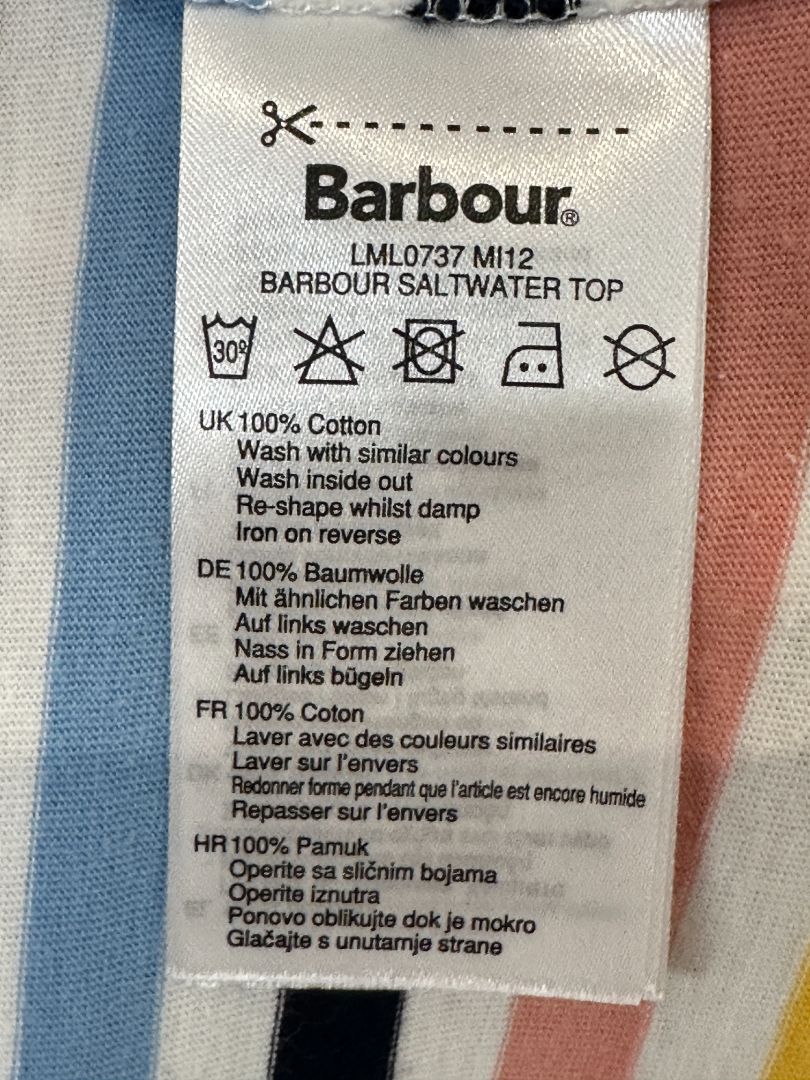 Barbour®
LML0737 MI12
BARBOUR SALTWATER TOP
30°
UK 100% Cotton
Wash with similar colours
Wash inside out
Re-shape whilst damp
Iron on reverse
DE 100% Baumwolle
Mit ähnlichen Farben waschen
Auf links waschen
Nass in Form ziehen
Auf links bügeln
FR 100% Coton
Laver avec des couleurs similaires
Laver sur l'envers
Redonner forme pendant que l'article est encore humide
Repasser sur l'envers
HR 100% Pamuk
Operite sa sličnim bojama
Operite iznutra
Ponovo oblikujte dok je mokro
Glačajte s unutarnje strane